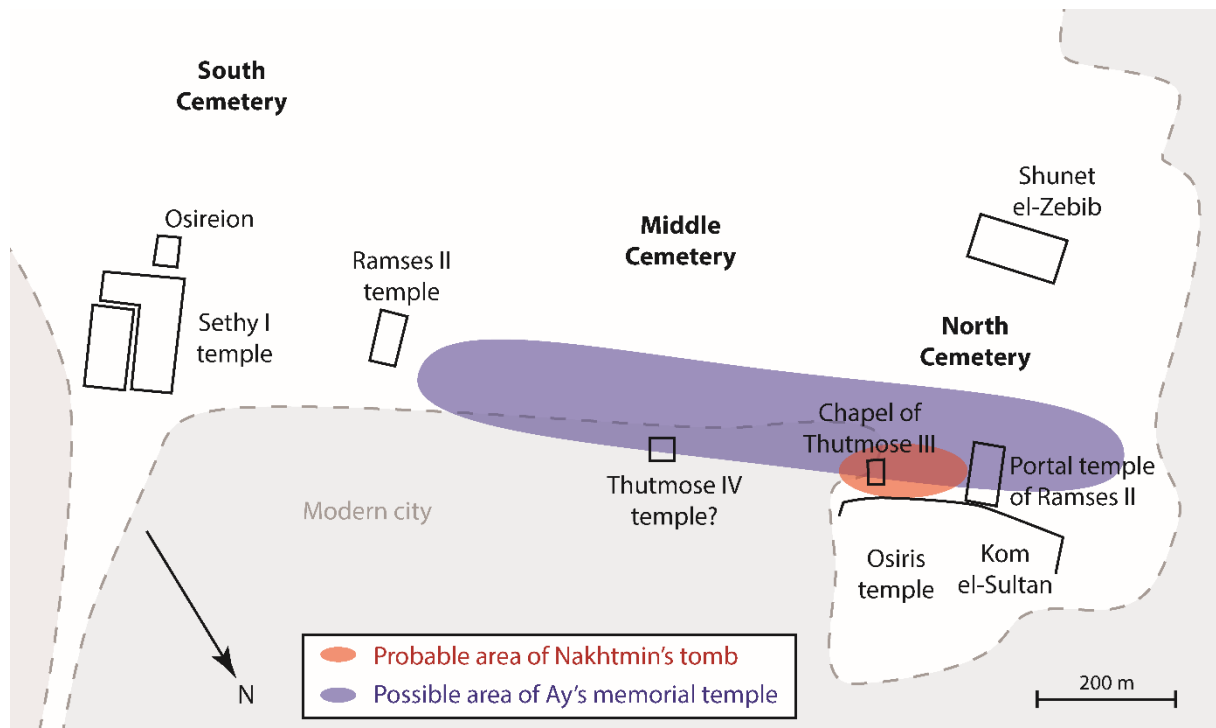 South
Cemetery
Osireion
Sethy I
temple
Ramses II
temple
Middle
Cemetery
Shunet
el-Zebib
North
Cemetery
Chapel of
Thutmose III
Thutmose IV
temple?
Portal temple
of Ramses II
Modern city
Osiris
temple
Kom
el-Sultan
N
Probable area of Nakhtmin’s tomb
Possible area of Ay’s memorial temple
200 m